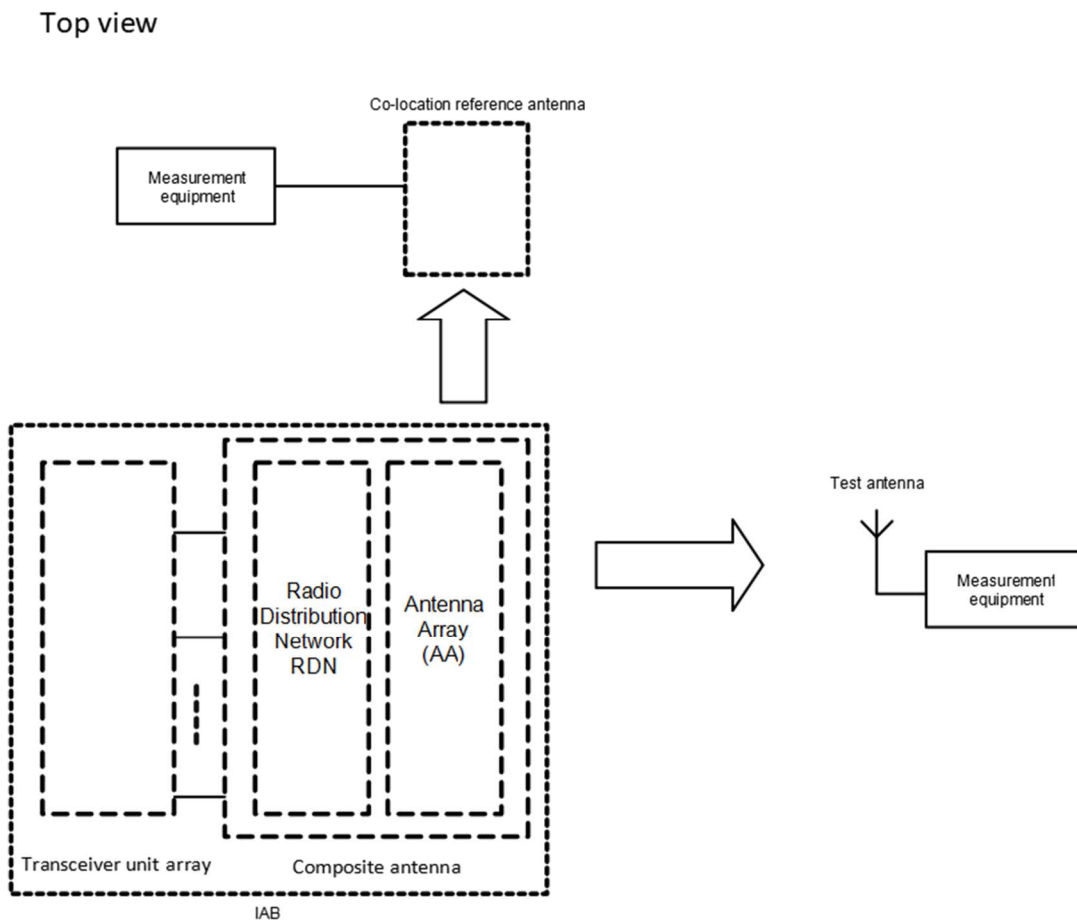 Top view
Co-location reference antenna
Measurement
equipment
Test antenna
Measurement
equipment
Radio
Distribution
Network
RDN
Antenna
Array
(AA)
Transceiver unit array
Composite antenna
IAB